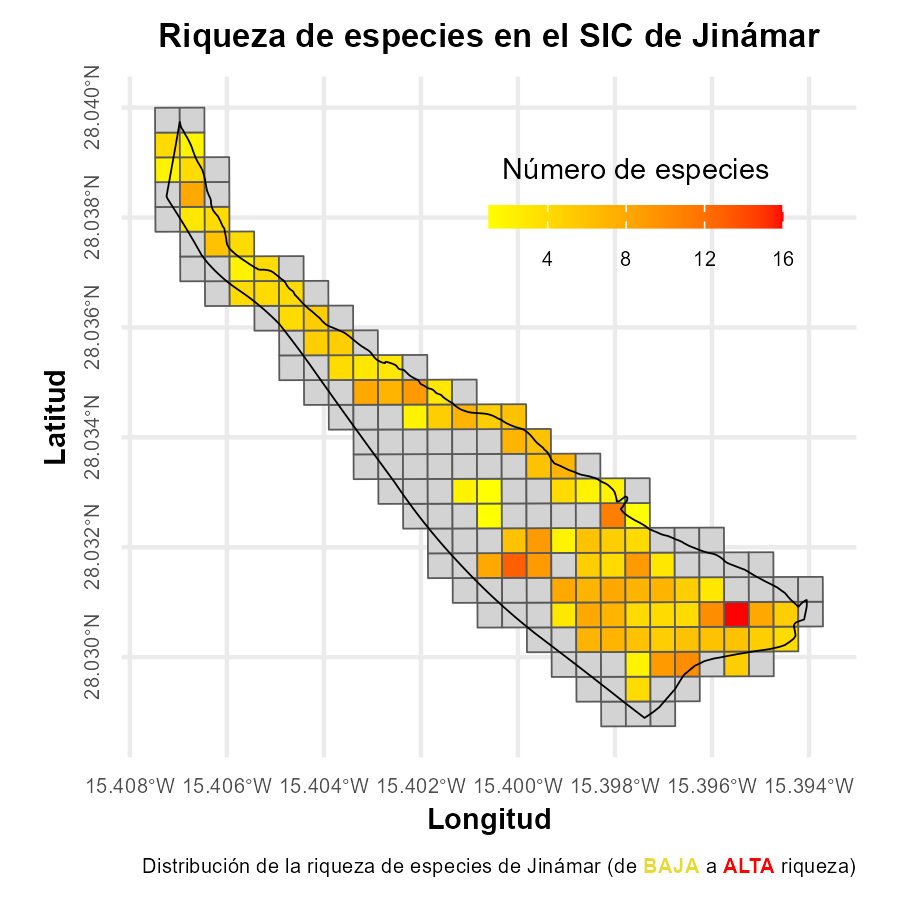 Riqueza de especies en el SIC de Jinámar
Número de especies
4 8 12 16
Latitud
28.040°N
28.038°N
28.036°N
28.034°N
28.032°N
28.030°N
15.408°W 15.406°W 15.404°W 15.402°W 15.400°W 15.398°W 15.396°W 15.394°W
Longitud
Distribución de la riqueza de especies de Jinámar (de BAJA a ALTA riqueza)